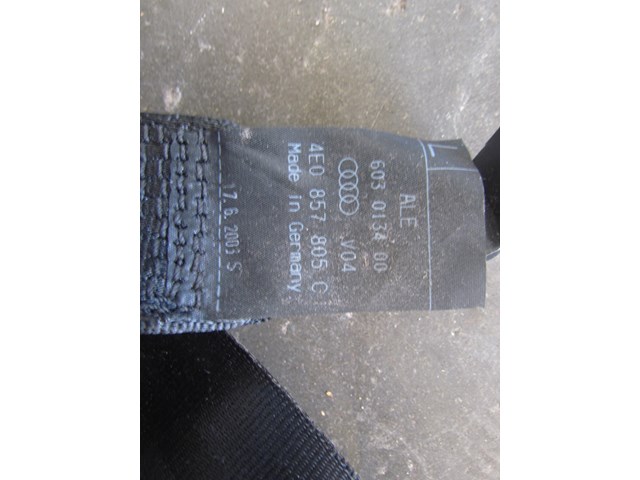 ALE
603 0134 00
V04
4E0 857 805 C
Made in Germany
17.6.2003 S